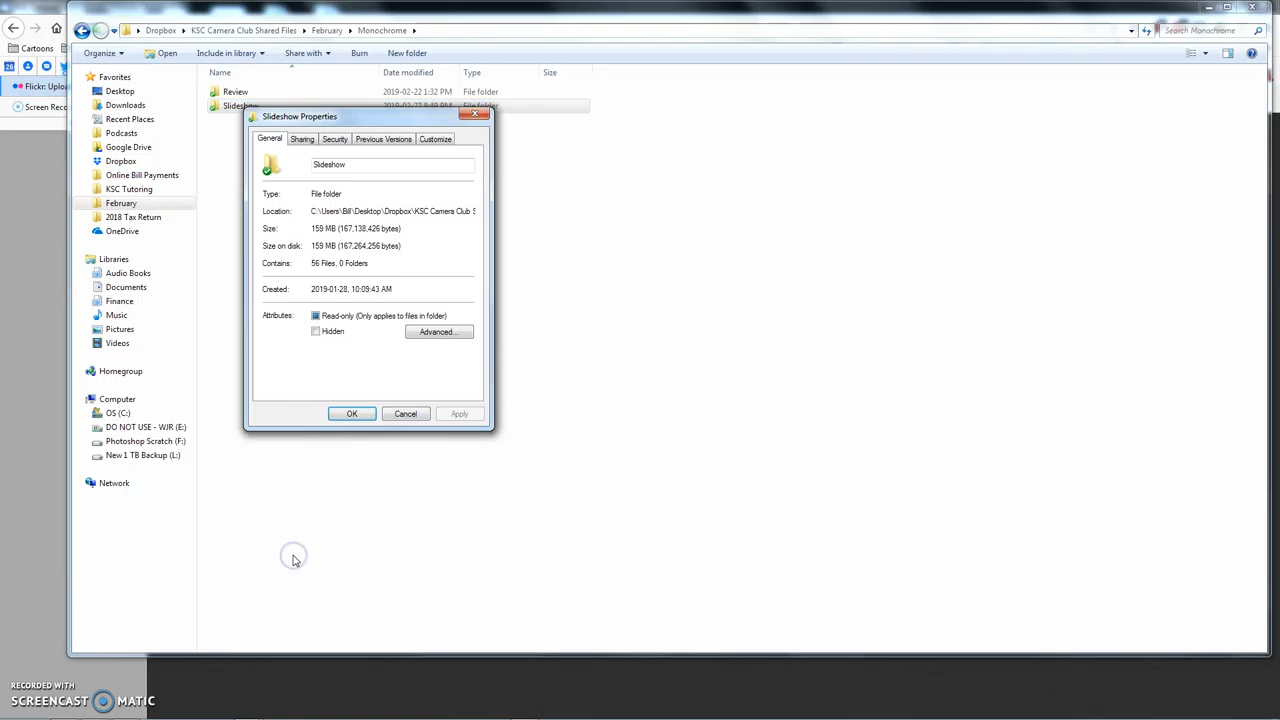 Dropbox ▸ KSC Camera Club Shared Files ▸ February ▸ Monochrome ▸
Search Monochrome
Cartoons
Organize Open Include in library Share with Burn New folder
28
Favorites
Name Date modified Type Size
Flickr: Uploa
Desktop
Review 2019-02-22 1:32 PM File folder
Downloads
Slideshow
Screen Reco
Slideshow Properties
Recent Places
Podcasts
General Sharing Security Previous Versions Customize
Google Drive
Dropbox
Slideshow
Online Bill Payments
KSC Tutoring
Type: File folder
February
Location: C:\Users\Bill\Desktop\Dropbox\KSC Camera Club S
2018 Tax Return
Size: 159 MB (167,138,426 bytes)
OneDrive
Size on disk: 159 MB (167,264,256 bytes)
Libraries
Contains: 56 Files, 0 Folders
Audio Books
Documents
Created: 2019-01-28, 10:09:43 AM
Finance
Music
Attributes: Read-only (Only applies to files in folder)
Pictures
Hidden Advanced...
Videos
Homegroup
Computer
OS (C:)
OK Cancel Apply
DO NOT USE - WJR (E:)
Photoshop Scratch (F:)
New 1 TB Backup (L:)
Network
RECORDED WITH
SCREENCAST MATIC